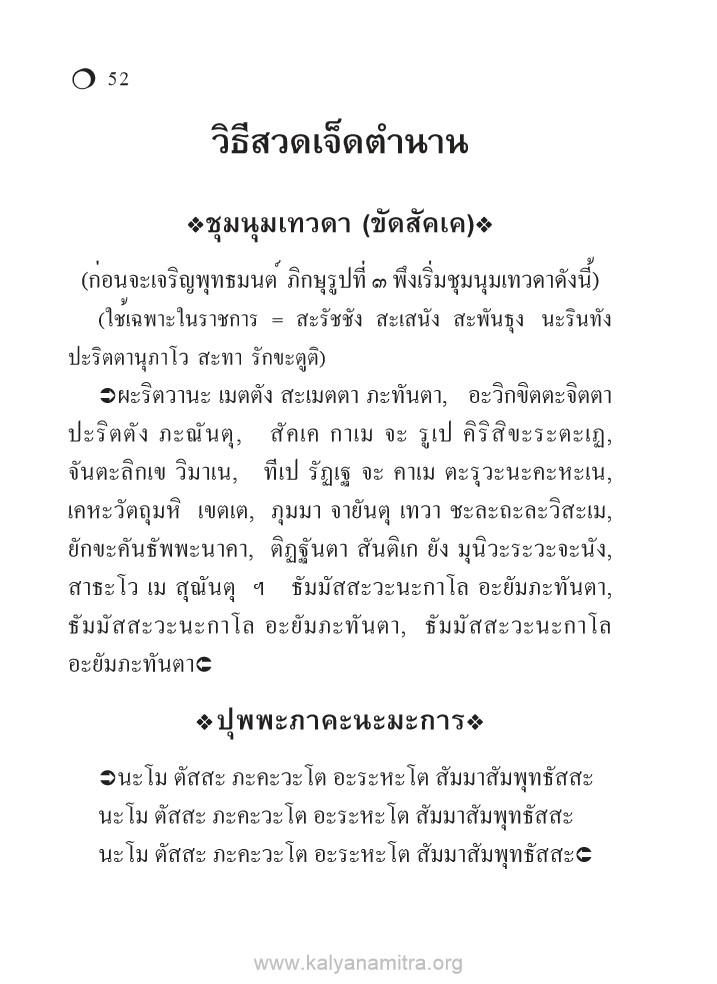 52
วิธีสวดเจ็ดตำนาน
❖ชุมนุมเทวดา (ขัดสัคเค)❖
(ก่อนจะเจริญพุทธมนต์ ภิกษุรูปที่ ๓ พึงเริ่มชุมนุมเทวดาดังนี้)
(ใช้เฉพาะในราชการ = สะรัชชัง สะเสนัง สะพันธุง นะรินทัง
ปะริตตานุภาโว สะทา รักขะตูติ)
➲ผะริตวานะ เมตตัง สะเมตตา ภะทันตา, อะวิกขิตตะจิตตา
ปะริตตัง ภะณันตุ, สัคเค กาเม จะ รูเป คิริสิขะระตะเฏ,
จันตะลิกเข วิมาเน, ทีเป รัฏเฐ จะ คาเม ตะรุวะนะคะหะเน,
เคหะวัตถุมหิ เขตเต, ภุมมา จายันตุ เทวา ชะละถะละวิสะเม,
ยักขะคันธัพพะนาคา, ติฏฐันตา สันติเก ยัง มุนิวะระวะจะนัง,
สาธะโว เม สุณันตุ ฯ ธัมมัสสะวะนะกาโล อะยัมภะทันตา,
ธัมมัสสะวะนะกาโล อะยัมภะทันตา, ธัมมัสสะวะนะกาโล
อะยัมภะทันตา➲
❖ปุพพะภาคะนะมะการ❖
➲นะโม ตัสสะ ภะคะวะโต อะระหะโต สัมมาสัมพุทธัสสะ
นะโม ตัสสะ ภะคะวะโต อะระหะโต สัมมาสัมพุทธัสสะ
นะโม ตัสสะ ภะคะวะโต อะระหะโต สัมมาสัมพุทธัสสะ➲
www.kalyanamitra.org